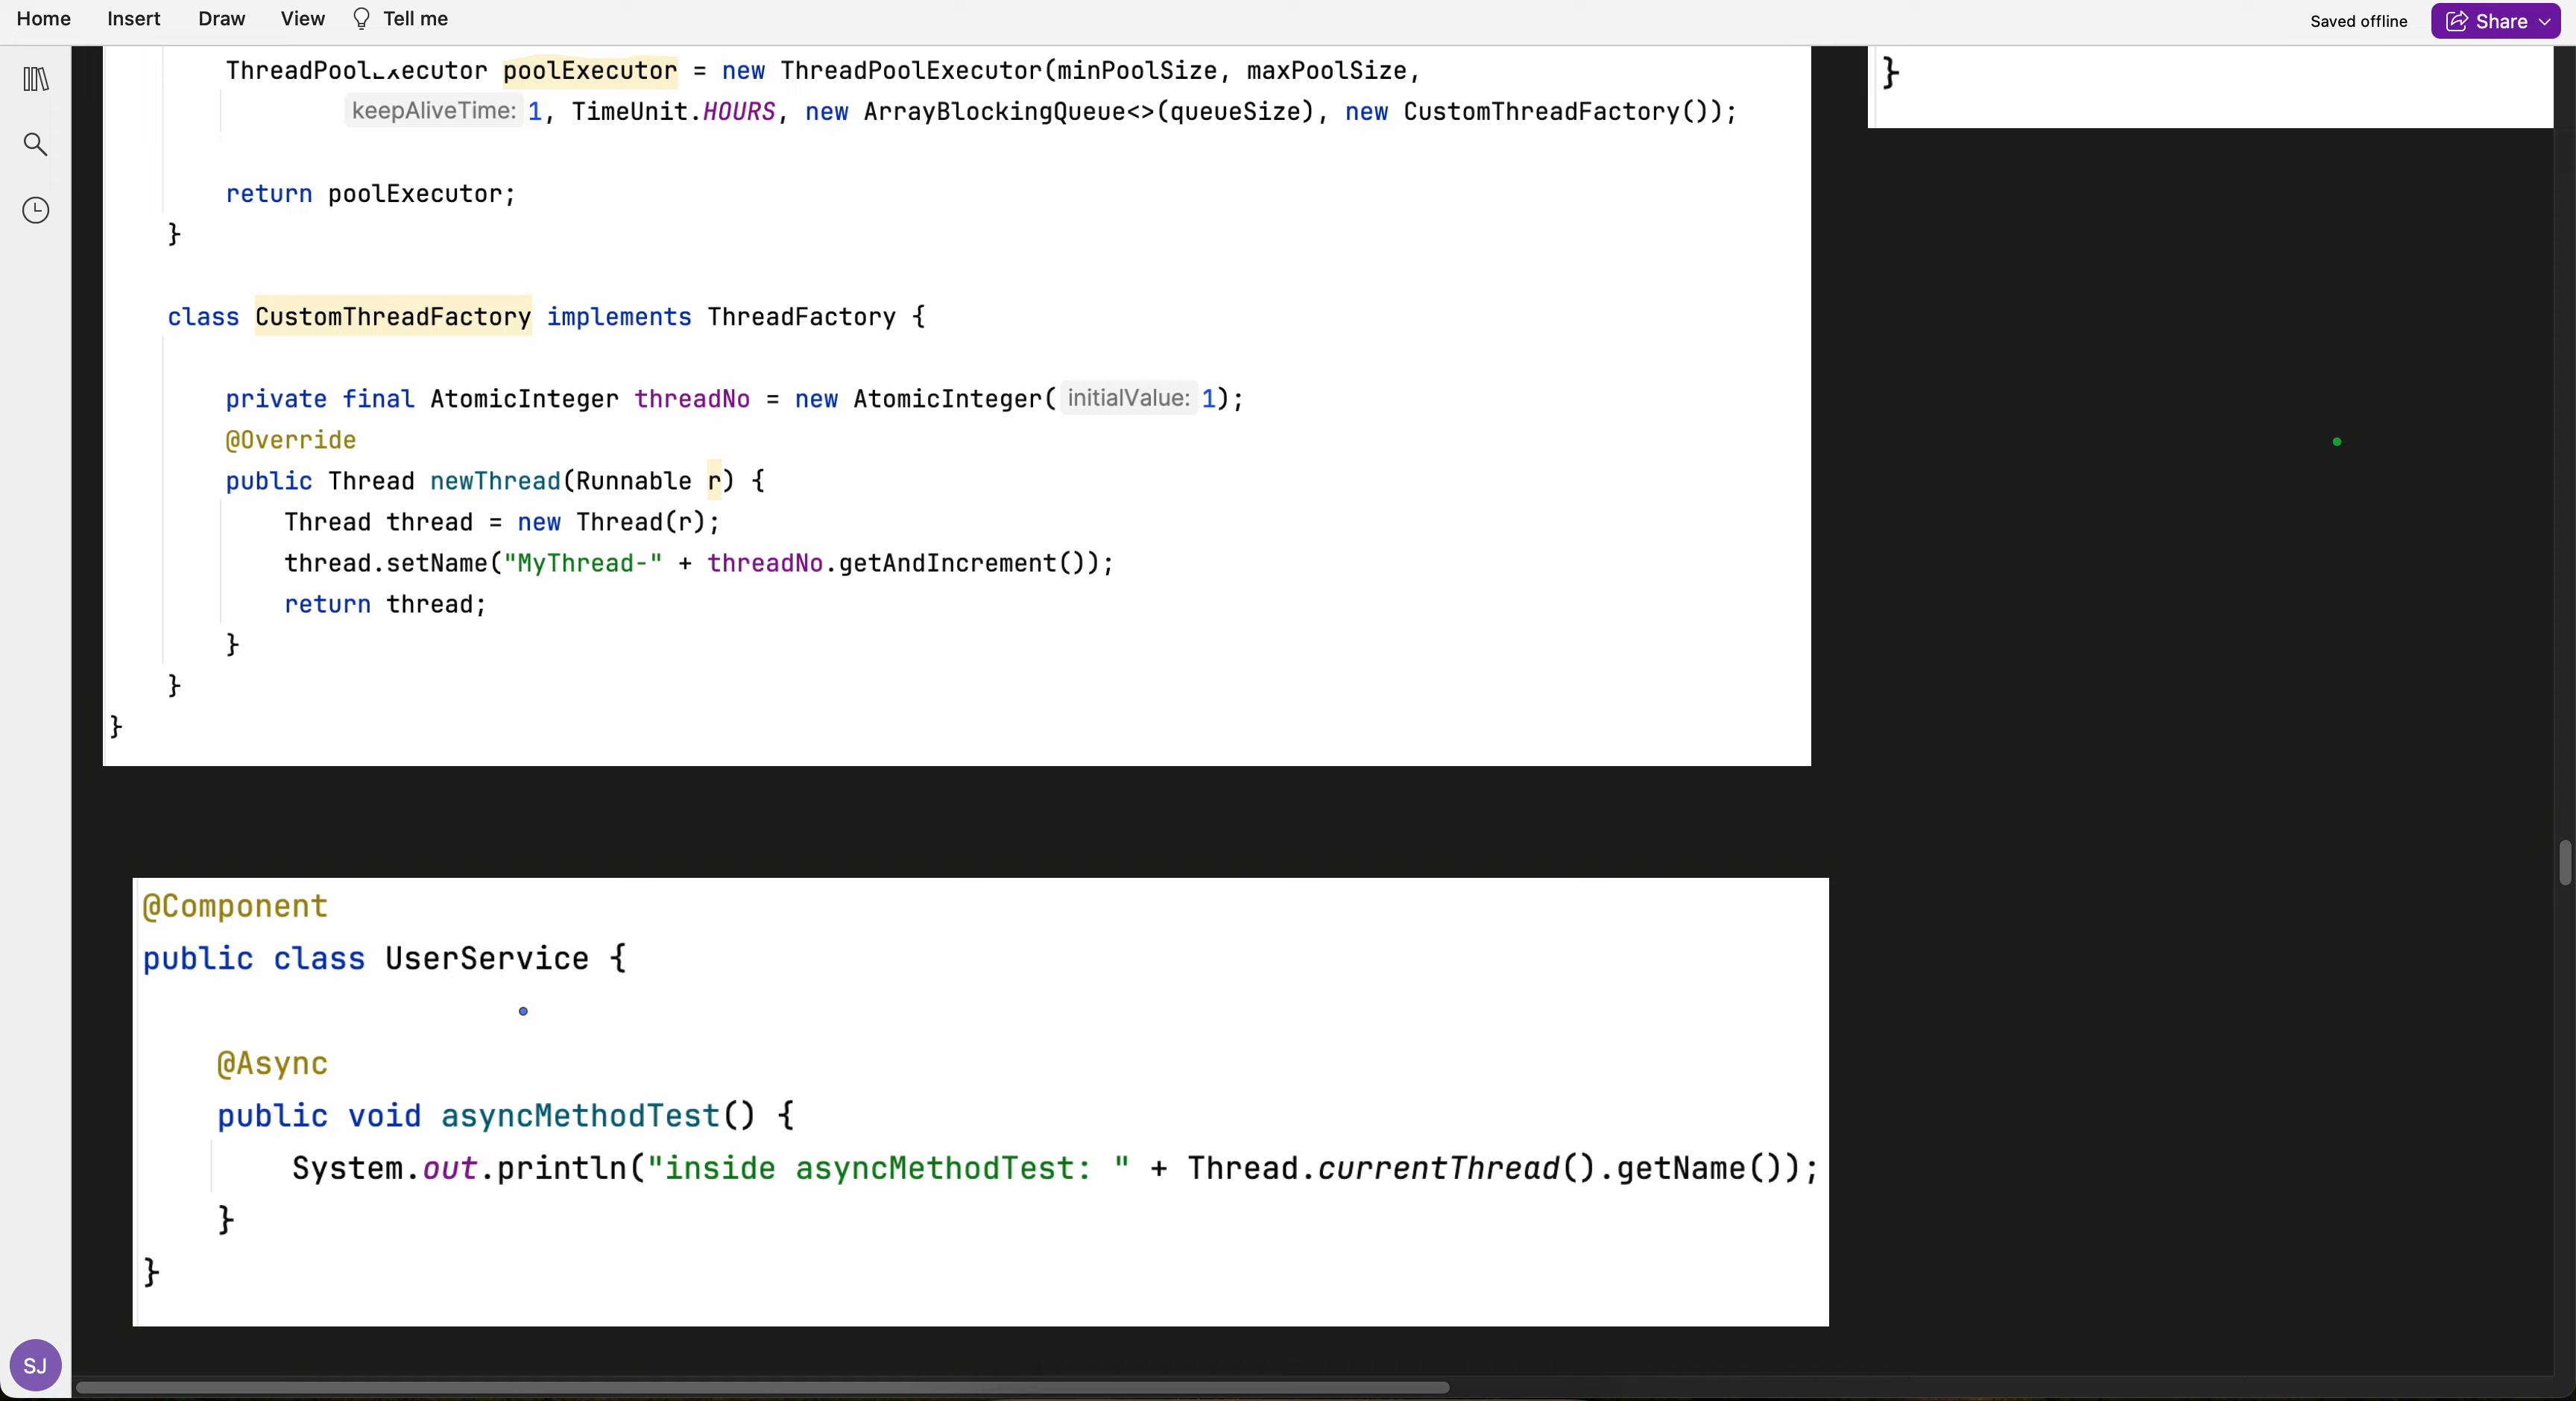 Home Insert Draw View Tell me Saved offline Share
poolExecutor = new ThreadPoolExecutor(minPoolSize, maxPoolSize,
keepAliveTime: 1, TimeUnit.HOURS, new ArrayBlockingQueue<>(queueSize), new CustomThreadFactory());
return poolExecutor;
}
class CustomThreadFactory implements ThreadFactory {
private final AtomicInteger threadNo = new AtomicInteger( initialValue: 1);
@Override
public Thread newThread(Runnable r) {
Thread thread = new Thread(r);
thread.setName("MyThread-" + threadNo.getAndIncrement());
return thread;
}
}
}
}
@Component
public class UserService {
@Async
public void asyncMethodTest() {
System.out.println("inside asyncMethodTest: " + Thread.currentThread().getName());
}
}
SJ